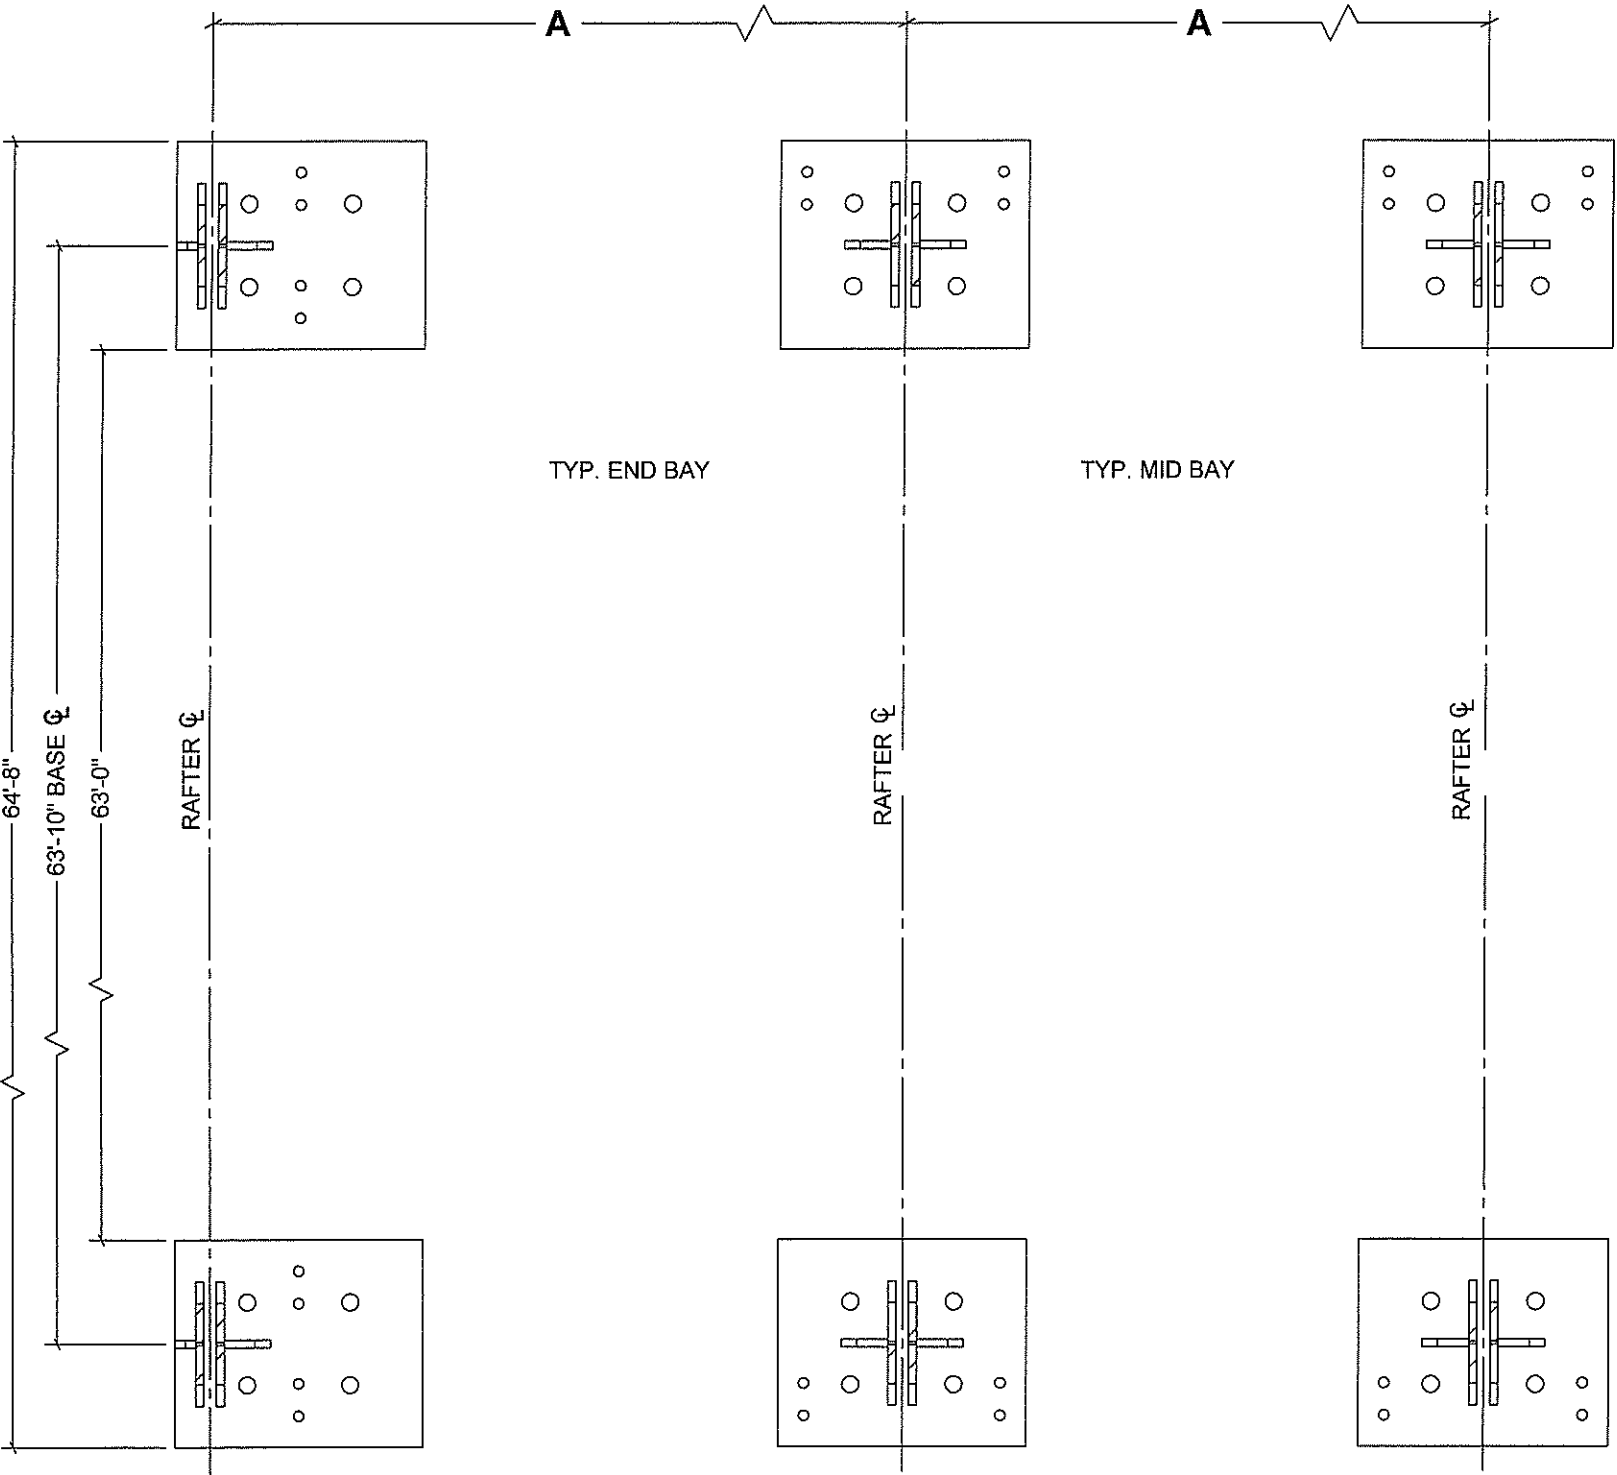 A
A
TYP. END BAY
TYP. MID BAY
64'-8"
63'-10" BASE ℄
63'-0"
RAFTER ℄
RAFTER ℄
RAFTER ℄